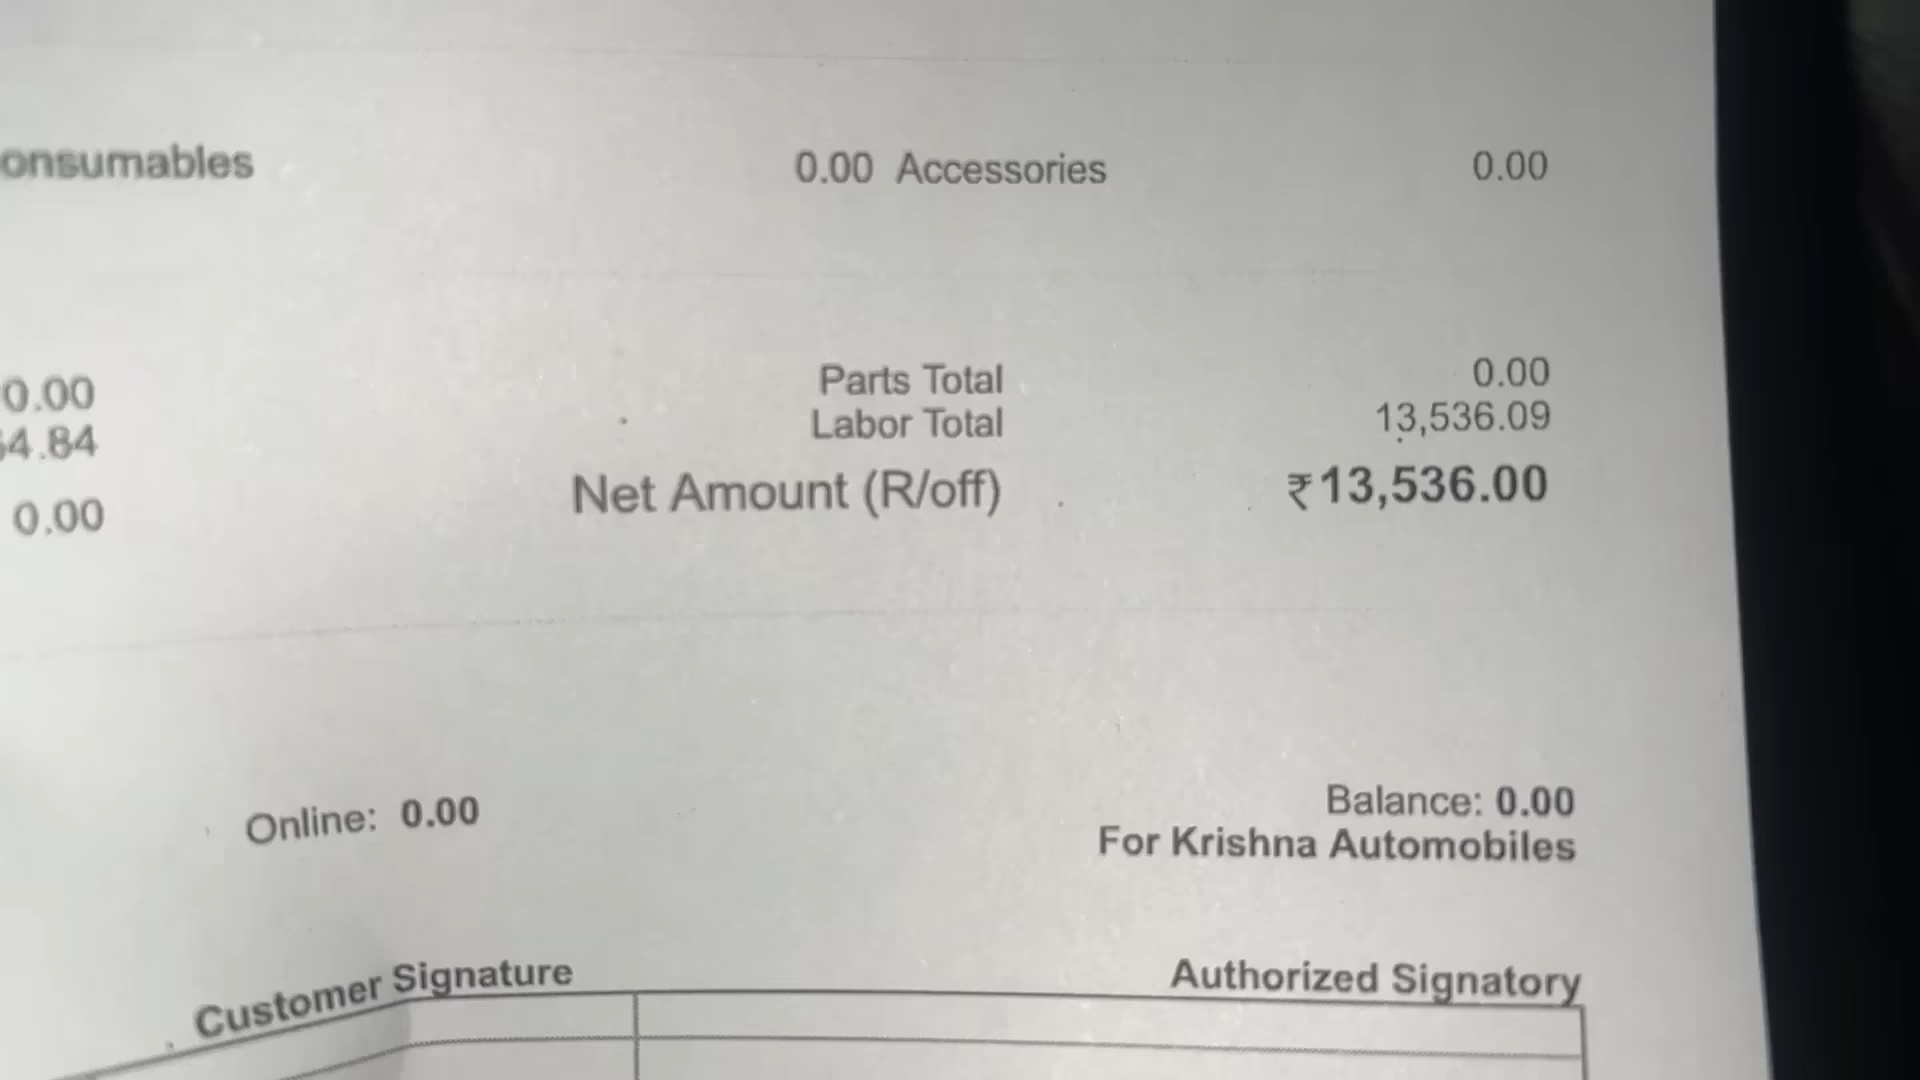 onsumables 0.00 Accessories 0.00
0.00 Parts Total 0.00
4.84 Labor Total 13,536.09
0.00 Net Amount (R/off) ₹13,536.00
Online: 0.00 Balance: 0.00
For Krishna Automobiles
Customer Signature Authorized Signatory